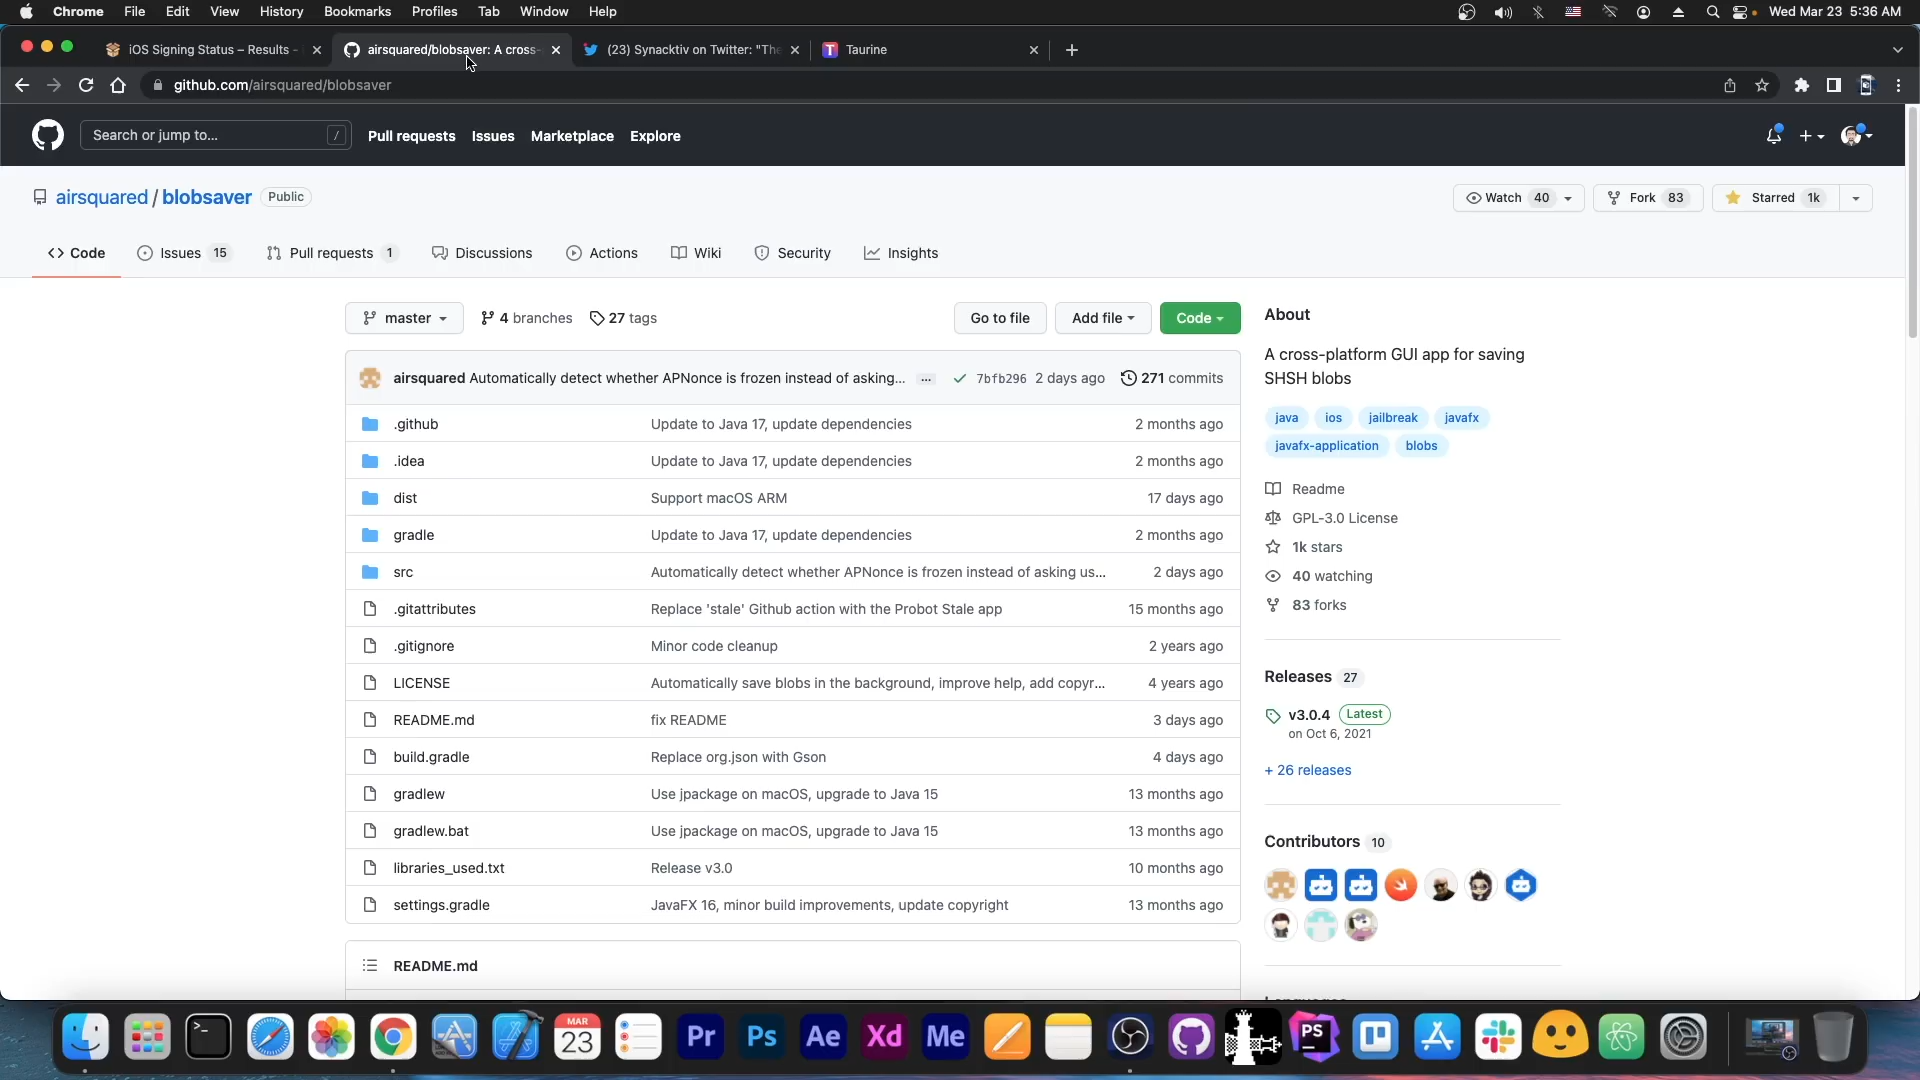 Chrome File Edit View History Bookmarks Profiles Tab Window Help Wed Mar 23 5:36 AM
iOS Signing Status – Results - airsquared/blobsaver: A cross- (23) Synacktiv on Twitter: "The Taurine
github.com/airsquared/blobsaver
Search or jump to... / Pull requests Issues Marketplace Explore
airsquared / blobsaver Public Watch 40 Fork 83 Starred 1k
Code Issues 15 Pull requests 1 Discussions Actions Wiki Security Insights
master 4 branches 27 tags Go to file Add file Code
airsquared Automatically detect whether APNonce is frozen instead of asking... ... 7bfb296 2 days ago 271 commits
.github Update to Java 17, update dependencies 2 months ago
.idea Update to Java 17, update dependencies 2 months ago
dist Support macOS ARM 17 days ago
gradle Update to Java 17, update dependencies 2 months ago
src Automatically detect whether APNonce is frozen instead of asking us... 2 days ago
.gitattributes Replace 'stale' Github action with the Probot Stale app 15 months ago
.gitignore Minor code cleanup 2 years ago
LICENSE Automatically save blobs in the background, improve help, add copyr... 4 years ago
README.md fix README 3 days ago
build.gradle Replace org.json with Gson 4 days ago
gradlew Use jpackage on macOS, upgrade to Java 15 13 months ago
gradlew.bat Use jpackage on macOS, upgrade to Java 15 13 months ago
libraries_used.txt Release v3.0 10 months ago
settings.gradle JavaFX 16, minor build improvements, update copyright 13 months ago
README.md
About
A cross-platform GUI app for saving
SHSH blobs
java ios jailbreak javafx
javafx-application blobs
Readme
GPL-3.0 License
1k stars
40 watching
83 forks
Releases 27
v3.0.4 Latest
on Oct 6, 2021
+ 26 releases
Contributors 10
MAR
23 Pr Ps Ae Xd Me PS